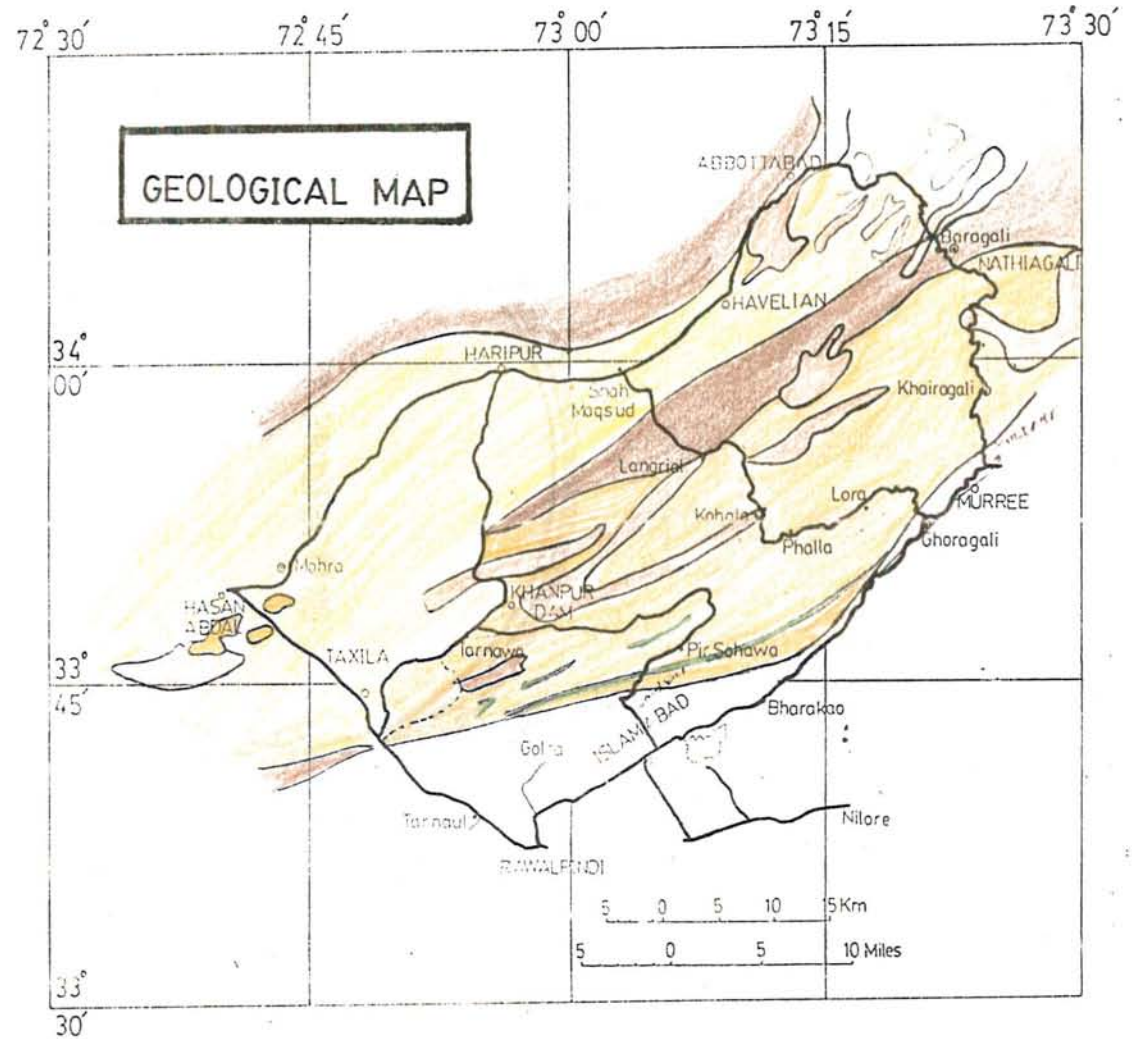 72° 30′ 72° 45′ 73° 00′ 73° 15′ 73° 30′
GEOLOGICAL MAP
ABBOTTABAD
Baragali
NATHIAGALI
HAVELIAN
34° 00′
HARIPUR
Shah
Maqsud
Khairagali
Langrial
Lora
MURREE
Kohala
Phalla
Ghoragali
Mohra
HASAN
ABDAL
KHANPUR
DAM
TAXILA
Tarnawa
Pir Sohawa
33° 45′
Bharakao
ISLAMABAD
Golra
Tarnaul
Nilore
RAWALPINDI
5 0 5 10 15 Km
5 0 5 10 Miles
33° 30′